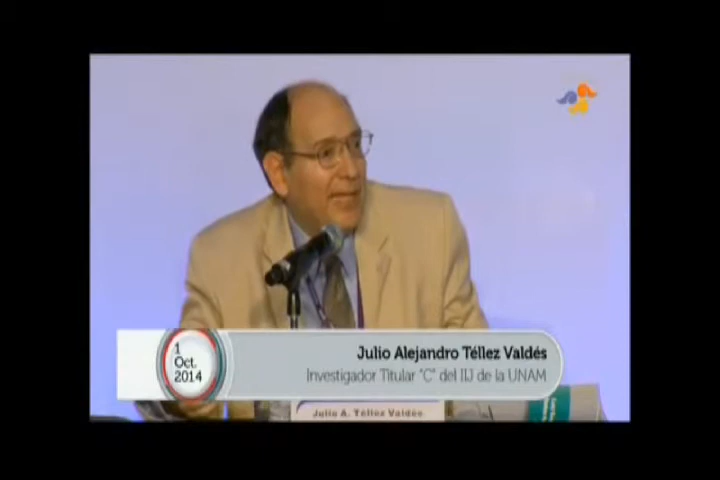 1
Oct.
2014
Julio Alejandro Téllez Valdés
Investigador Titular "C" del IIJ de la UNAM
Julio A. Téllez Valdés